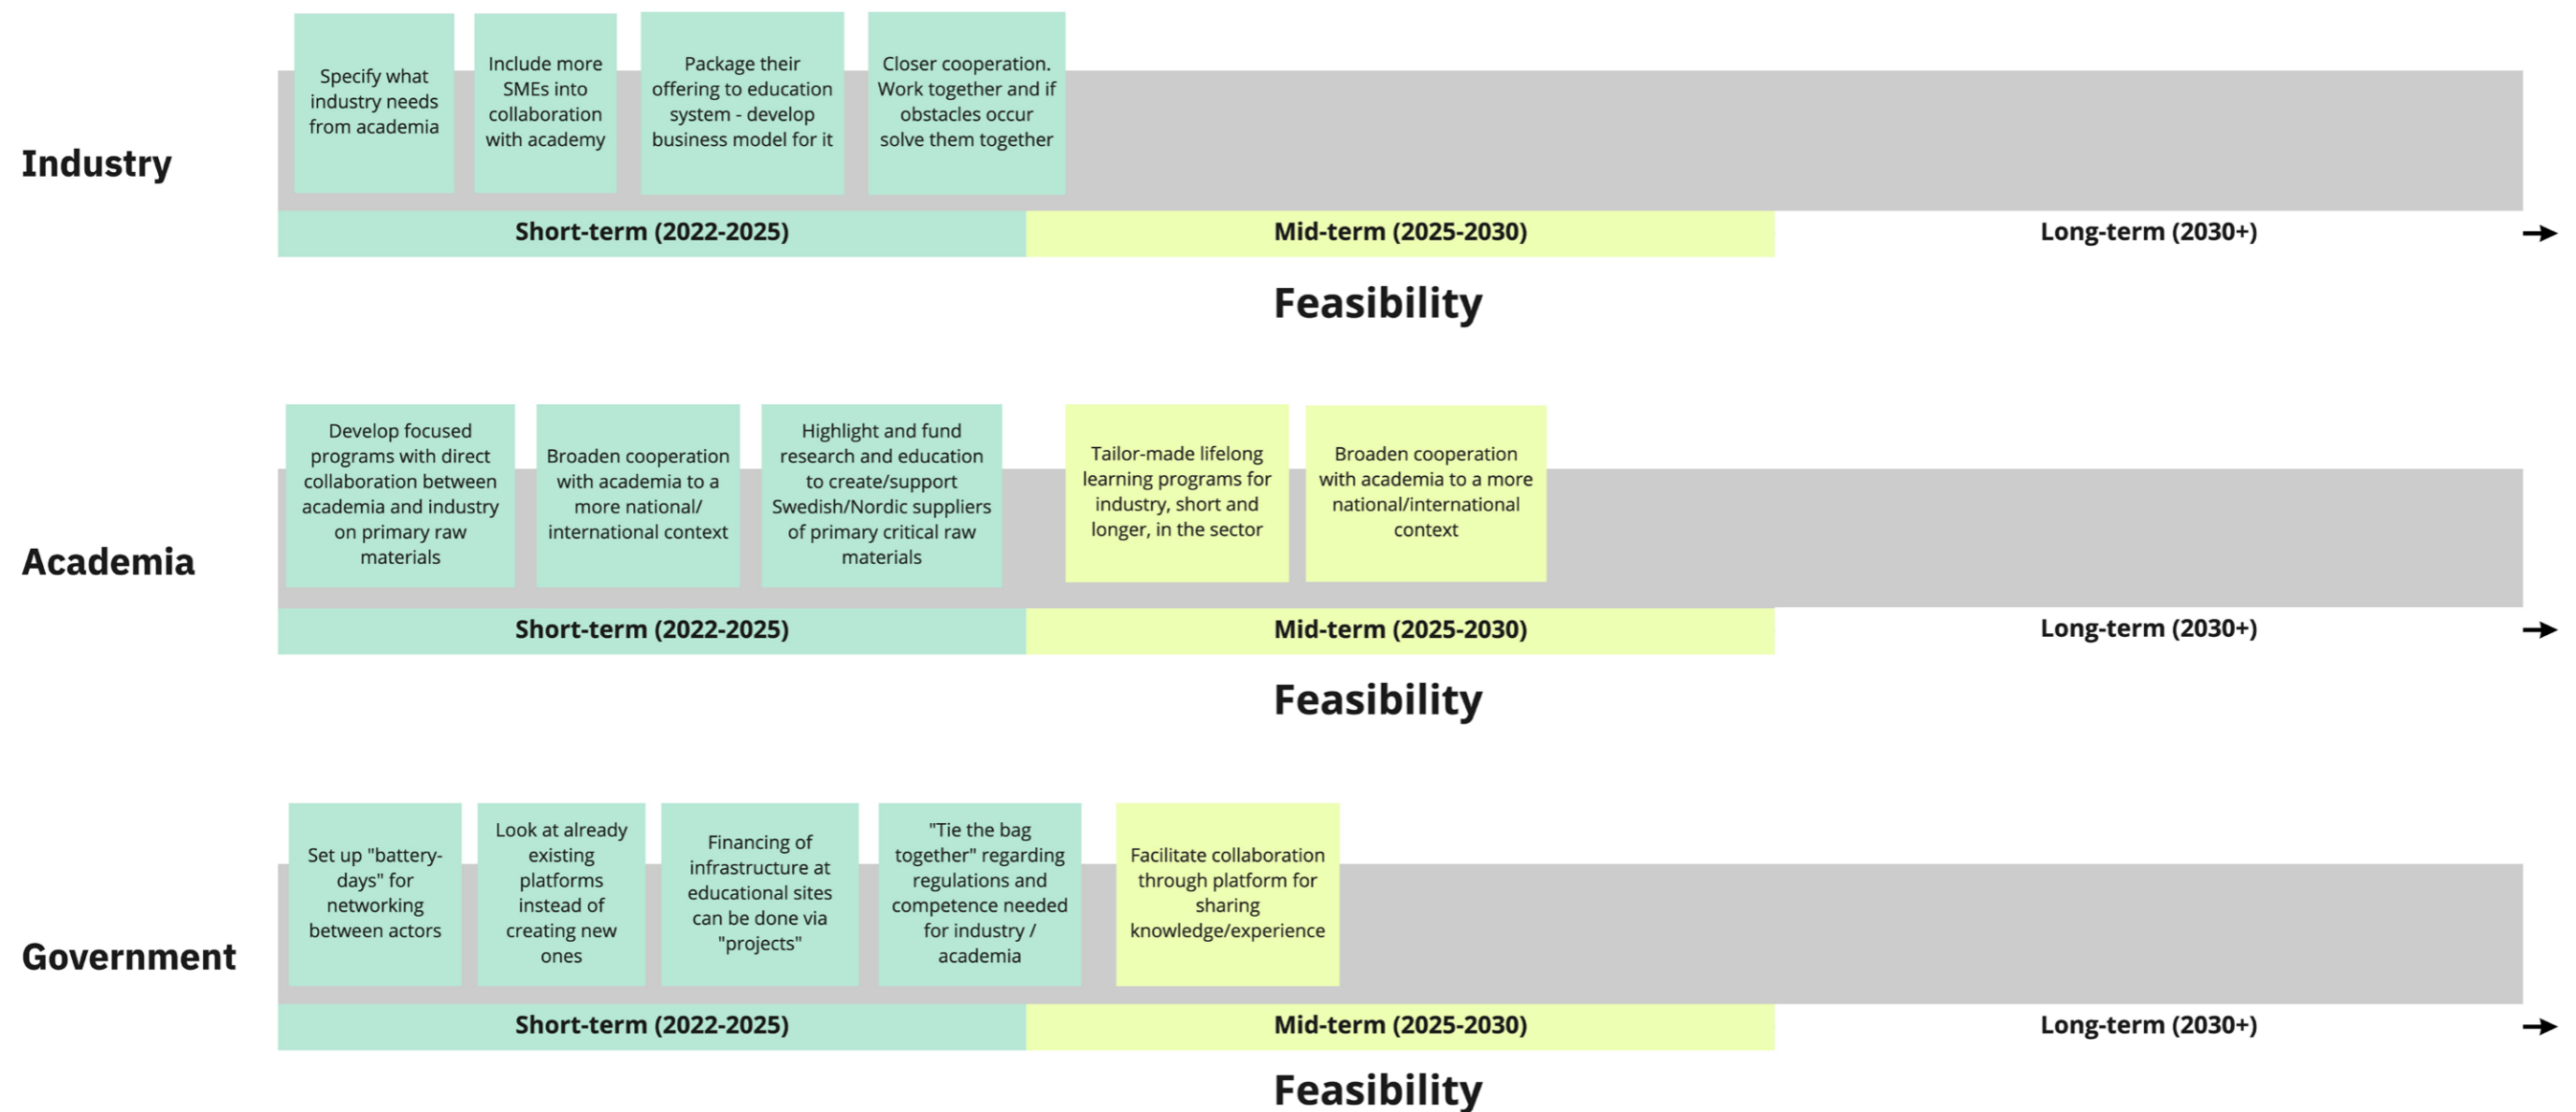 Industry
Specify what
industry needs
from academia
Include more
SMEs into
collaboration
with academy
Package their
offering to education
system - develop
business model for it
Closer cooperation.
Work together and if
obstacles occur
solve them together
Short-term (2022-2025)
Mid-term (2025-2030)
Long-term (2030+)
Feasibility
Academia
Develop focused
programs with direct
collaboration between
academia and industry
on primary raw
materials
Broaden cooperation
with academia to a
more national/
international context
Highlight and fund
research and education
to create/support
Swedish/Nordic suppliers
of primary critical raw
materials
Tailor-made lifelong
learning programs for
industry, short and
longer, in the sector
Broaden cooperation
with academia to a more
national/international
context
Short-term (2022-2025)
Mid-term (2025-2030)
Long-term (2030+)
Feasibility
Government
Set up "battery-
days" for
networking
between actors
Look at already
existing
platforms
instead of
creating new
ones
Financing of
infrastructure at
educational sites
can be done via
"projects"
"Tie the bag
together" regarding
regulations and
competence needed
for industry /
academia
Facilitate collaboration
through platform for
sharing
knowledge/experience
Short-term (2022-2025)
Mid-term (2025-2030)
Long-term (2030+)
Feasibility